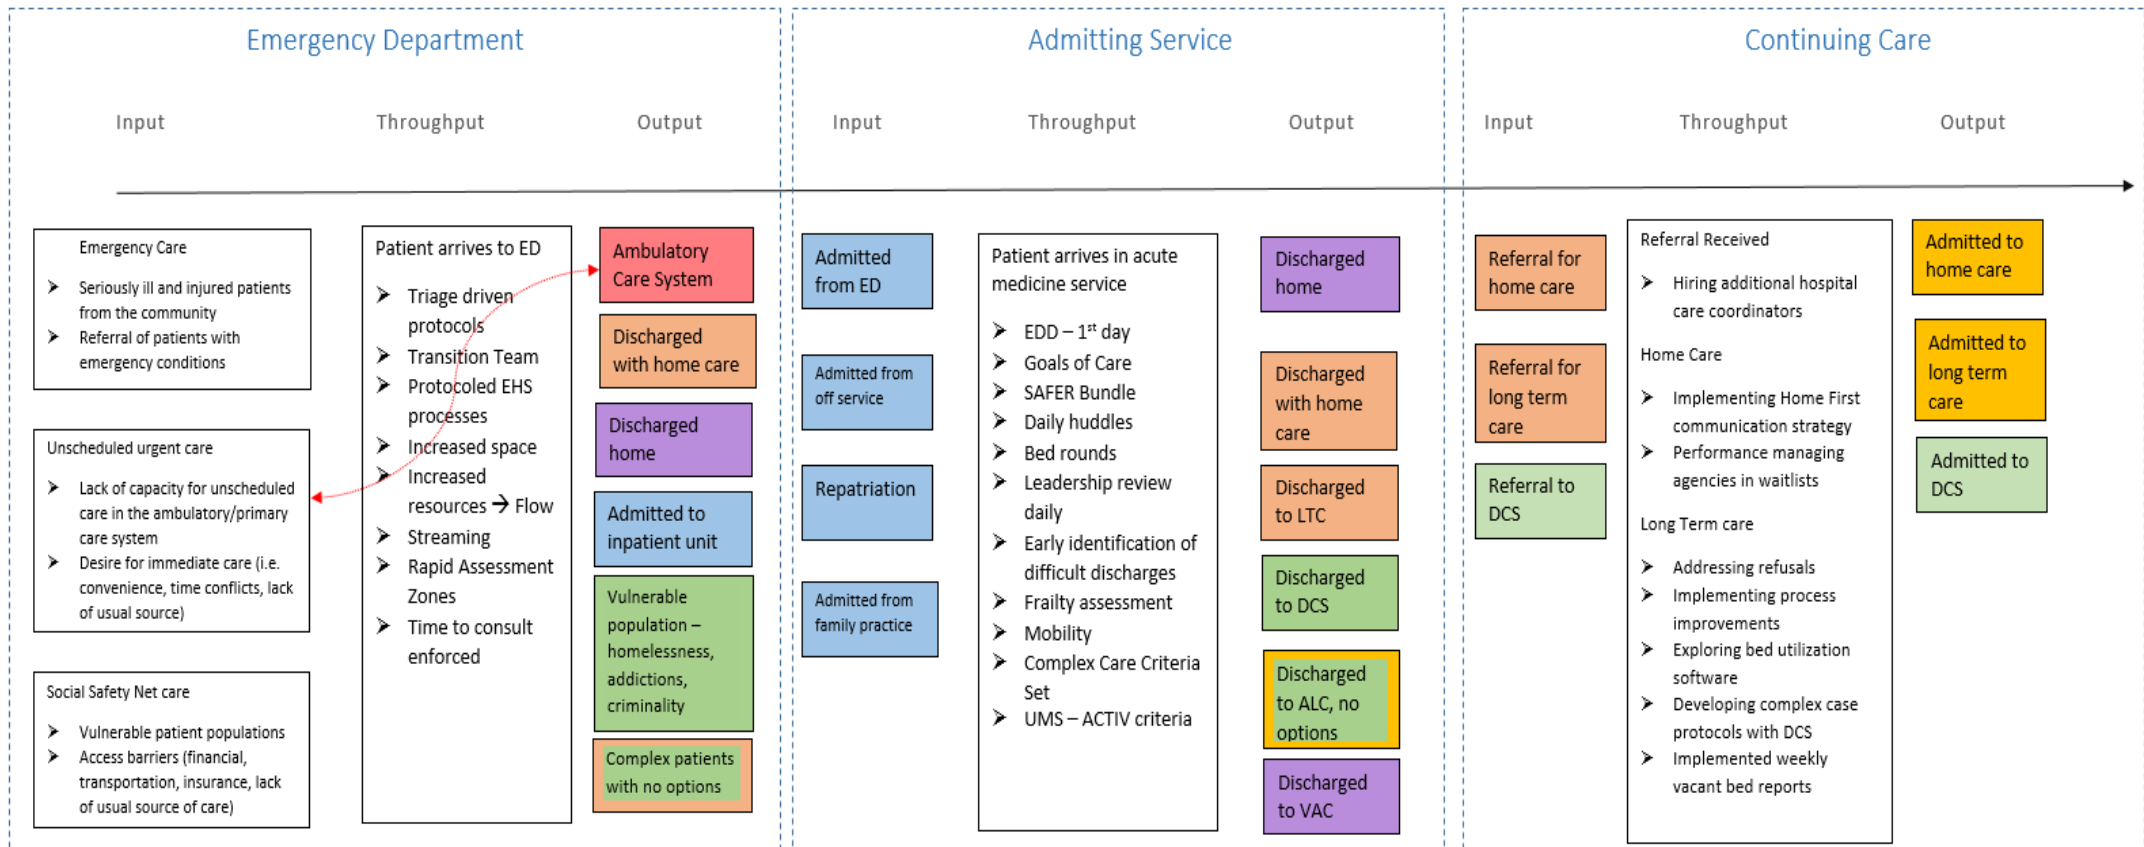 Emergency Department
Input
Throughput
Output
Emergency Care
➢ Seriously ill and injured patients
from the community
➢ Referral of patients with
emergency conditions
Unscheduled urgent care
➢ Lack of capacity for unscheduled
care in the ambulatory/primary
care system
➢ Desire for immediate care (i.e.
convenience, time conflicts, lack
of usual source)
Social Safety Net care
➢ Vulnerable patient populations
➢ Access barriers (financial,
transportation, insurance, lack
of usual source of care)
Patient arrives to ED
➢ Triage driven
protocols
➢ Transition Team
➢ Protocoled EHS
processes
➢ Increased space
➢ Increased
resources → Flow
➢ Streaming
➢ Rapid Assessment
Zones
➢ Time to consult
enforced
Ambulatory
Care System
Discharged
with home care
Discharged
home
Admitted to
inpatient unit
Vulnerable
population –
homelessness,
addictions,
criminality
Complex patients
with no options
Admitting Service
Input
Throughput
Output
Admitted
from ED
Admitted from
off service
Repatriation
Admitted from
family practice
Patient arrives in acute
medicine service
➢ EDD – 1st day
➢ Goals of Care
➢ SAFER Bundle
➢ Daily huddles
➢ Bed rounds
➢ Leadership review
daily
➢ Early identification of
difficult discharges
➢ Frailty assessment
➢ Mobility
➢ Complex Care Criteria
Set
➢ UMS – ACTIV criteria
Discharged
home
Discharged
with home
care
Discharged
to LTC
Discharged
to DCS
Discharged
to ALC, no
options
Discharged
to VAC
Continuing Care
Input
Throughput
Output
Referral for
home care
Referral for
long term
care
Referral to
DCS
Referral Received
➢ Hiring additional hospital
care coordinators
Home Care
➢ Implementing Home First
communication strategy
➢ Performance managing
agencies in waitlists
Long Term care
➢ Addressing refusals
➢ Implementing process
improvements
➢ Exploring bed utilization
software
➢ Developing complex case
protocols with DCS
➢ Implemented weekly
vacant bed reports
Admitted to
home care
Admitted to
long term
care
Admitted to
DCS